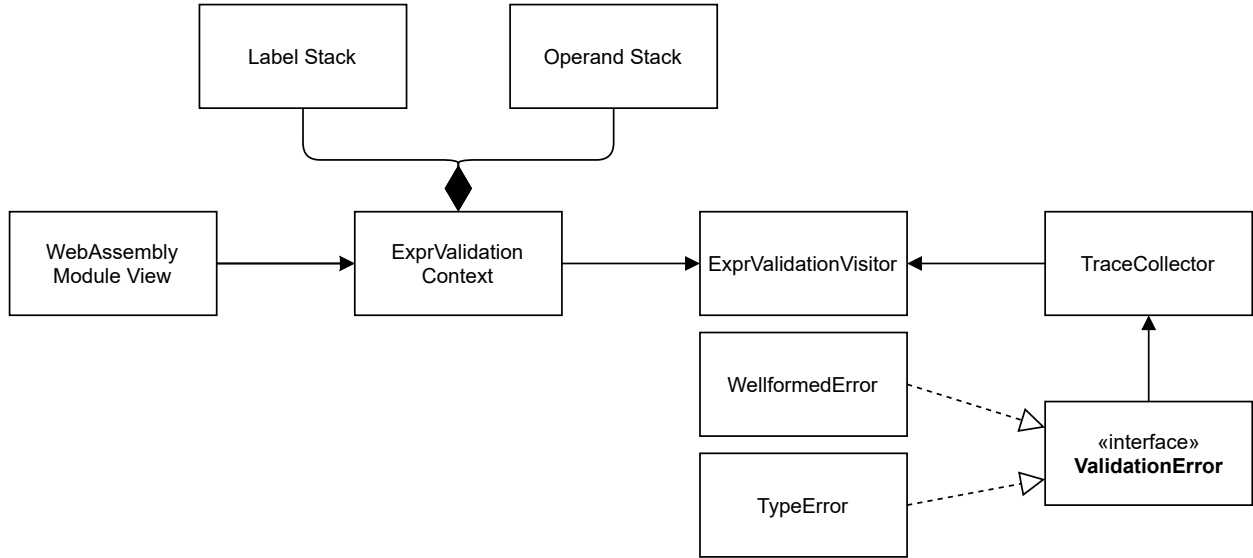 Label Stack
Operand Stack
WebAssembly
Module View
ExprValidation
Context
ExprValidationVisitor
TraceCollector
WellformedError
«interface»
ValidationError
TypeError